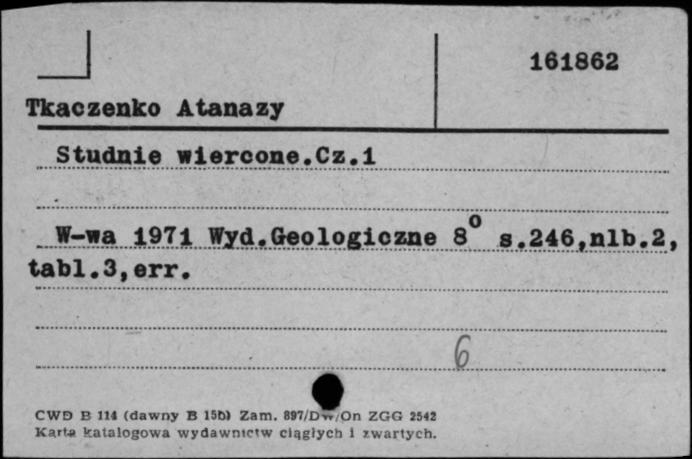 161862
Tkaczenko Atanazy
Studnie wiercone.Cz.1
W-wa 1971 Wyd.Geologiczne 8° s.246,nlb.2,
tabl.3,err.
6
CWD B 114 (dawny B 15b) Zam. 897/DW/On ZGG 2542
Karta katalogowa wydawnictw ciągłych i zwartych.